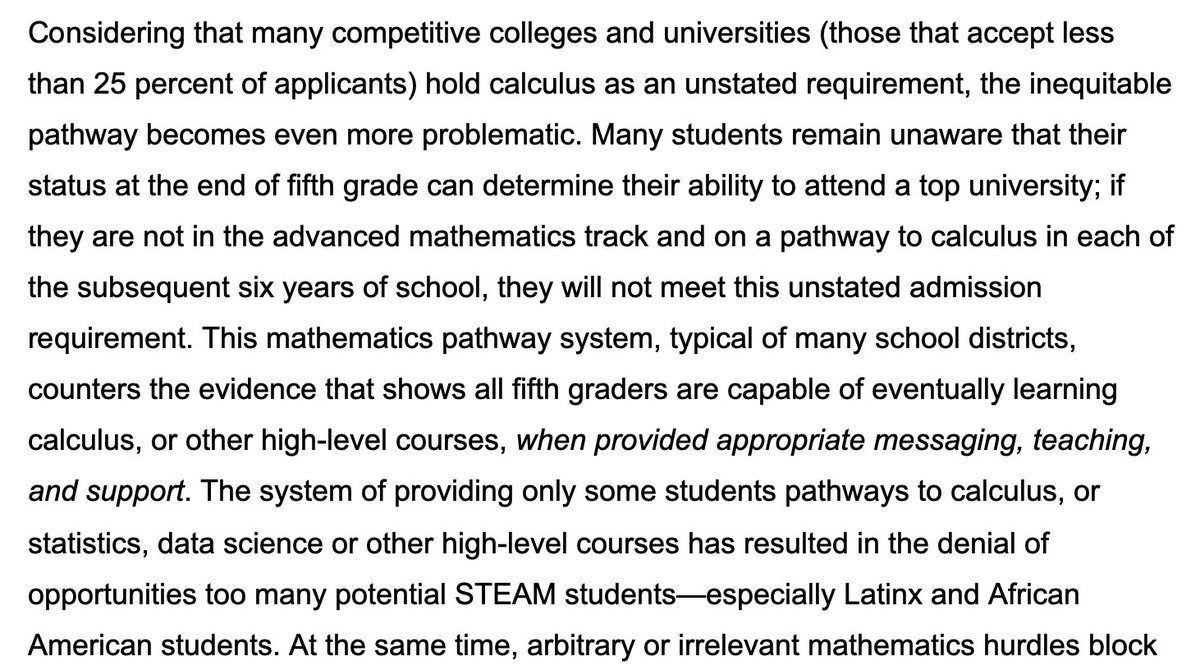 Considering that many competitive colleges and universities (those that accept less
than 25 percent of applicants) hold calculus as an unstated requirement, the inequitable
pathway becomes even more problematic. Many students remain unaware that their
status at the end of fifth grade can determine their ability to attend a top university; if
they are not in the advanced mathematics track and on a pathway to calculus in each of
the subsequent six years of school, they will not meet this unstated admission
requirement. This mathematics pathway system, typical of many school districts,
counters the evidence that shows all fifth graders are capable of eventually learning
calculus, or other high-level courses, when provided appropriate messaging, teaching,
and support. The system of providing only some students pathways to calculus, or
statistics, data science or other high-level courses has resulted in the denial of
opportunities too many potential STEAM students—especially Latinx and African
American students. At the same time, arbitrary or irrelevant mathematics hurdles block